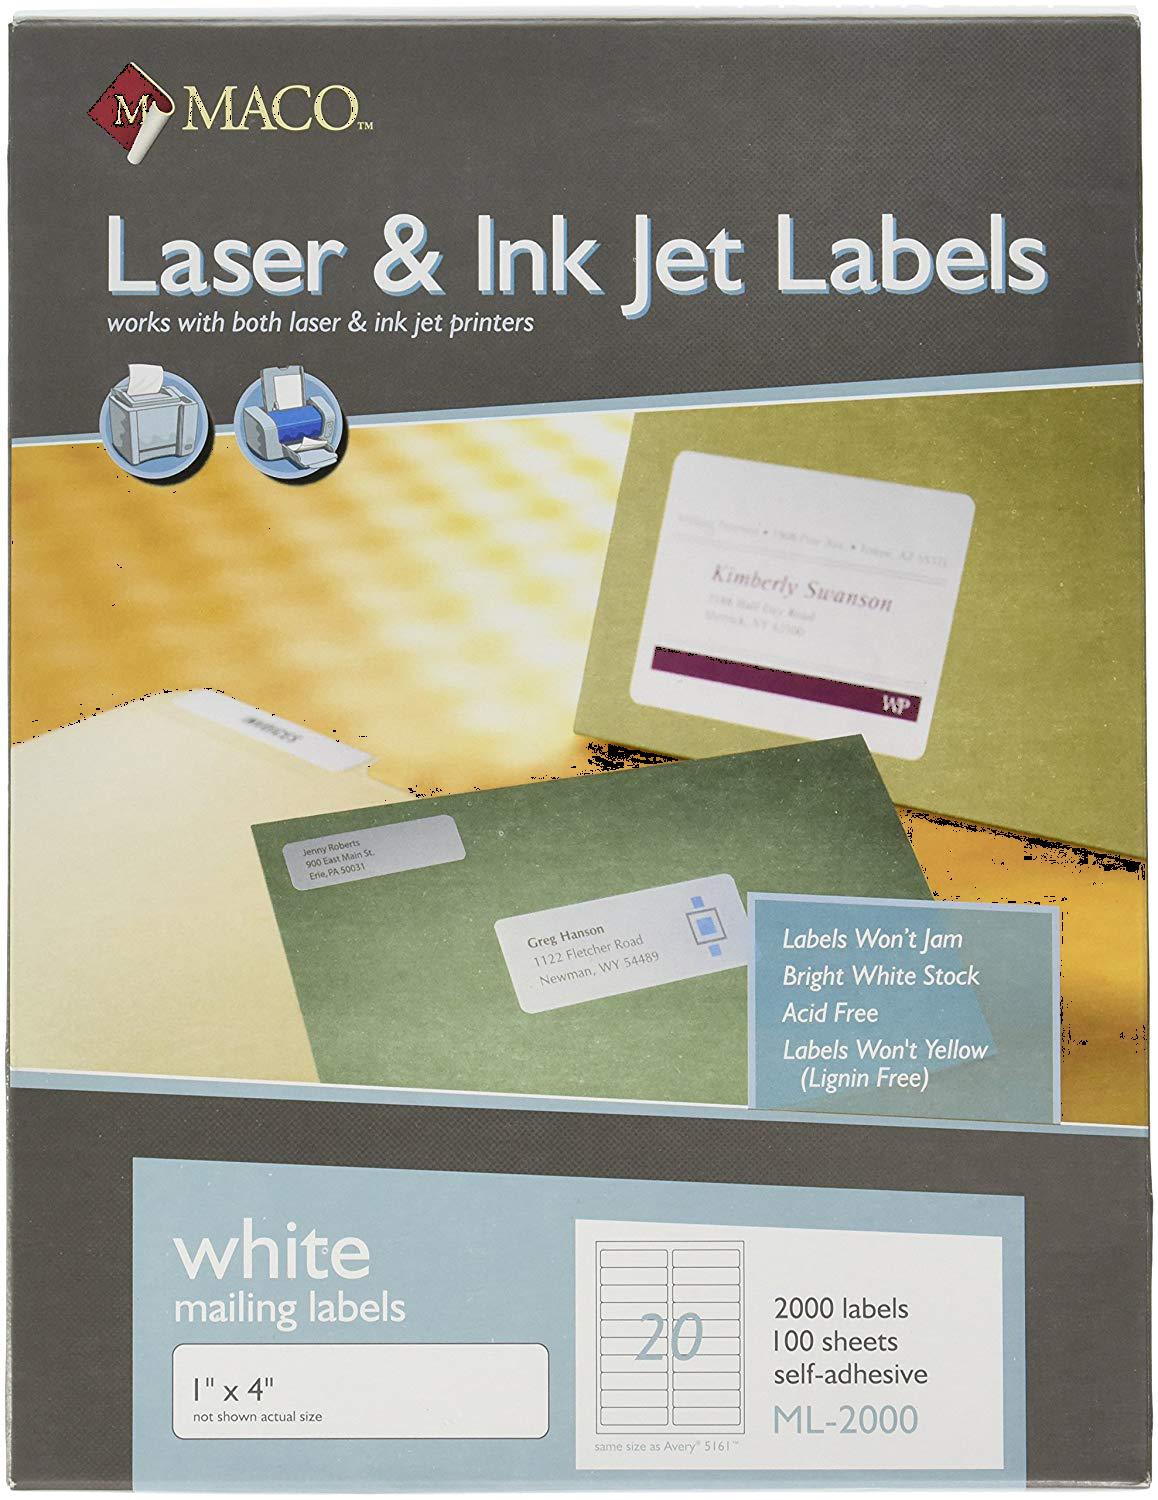 M MACO™
Laser & Ink Jet Labels
works with both laser & ink jet printers
Kimberly Swanson
WP
INVOICES
Jenny Roberts
900 East Main St.
Erie, PA 50031
Greg Hanson
1122 Fletcher Road
Newman, WY 54489
Labels Won't Jam
Bright White Stock
Acid Free
Labels Won't Yellow
(Lignin Free)
white
mailing labels
1" x 4"
not shown actual size
20
same size as Avery® 5161™
2000 labels
100 sheets
self-adhesive
ML-2000